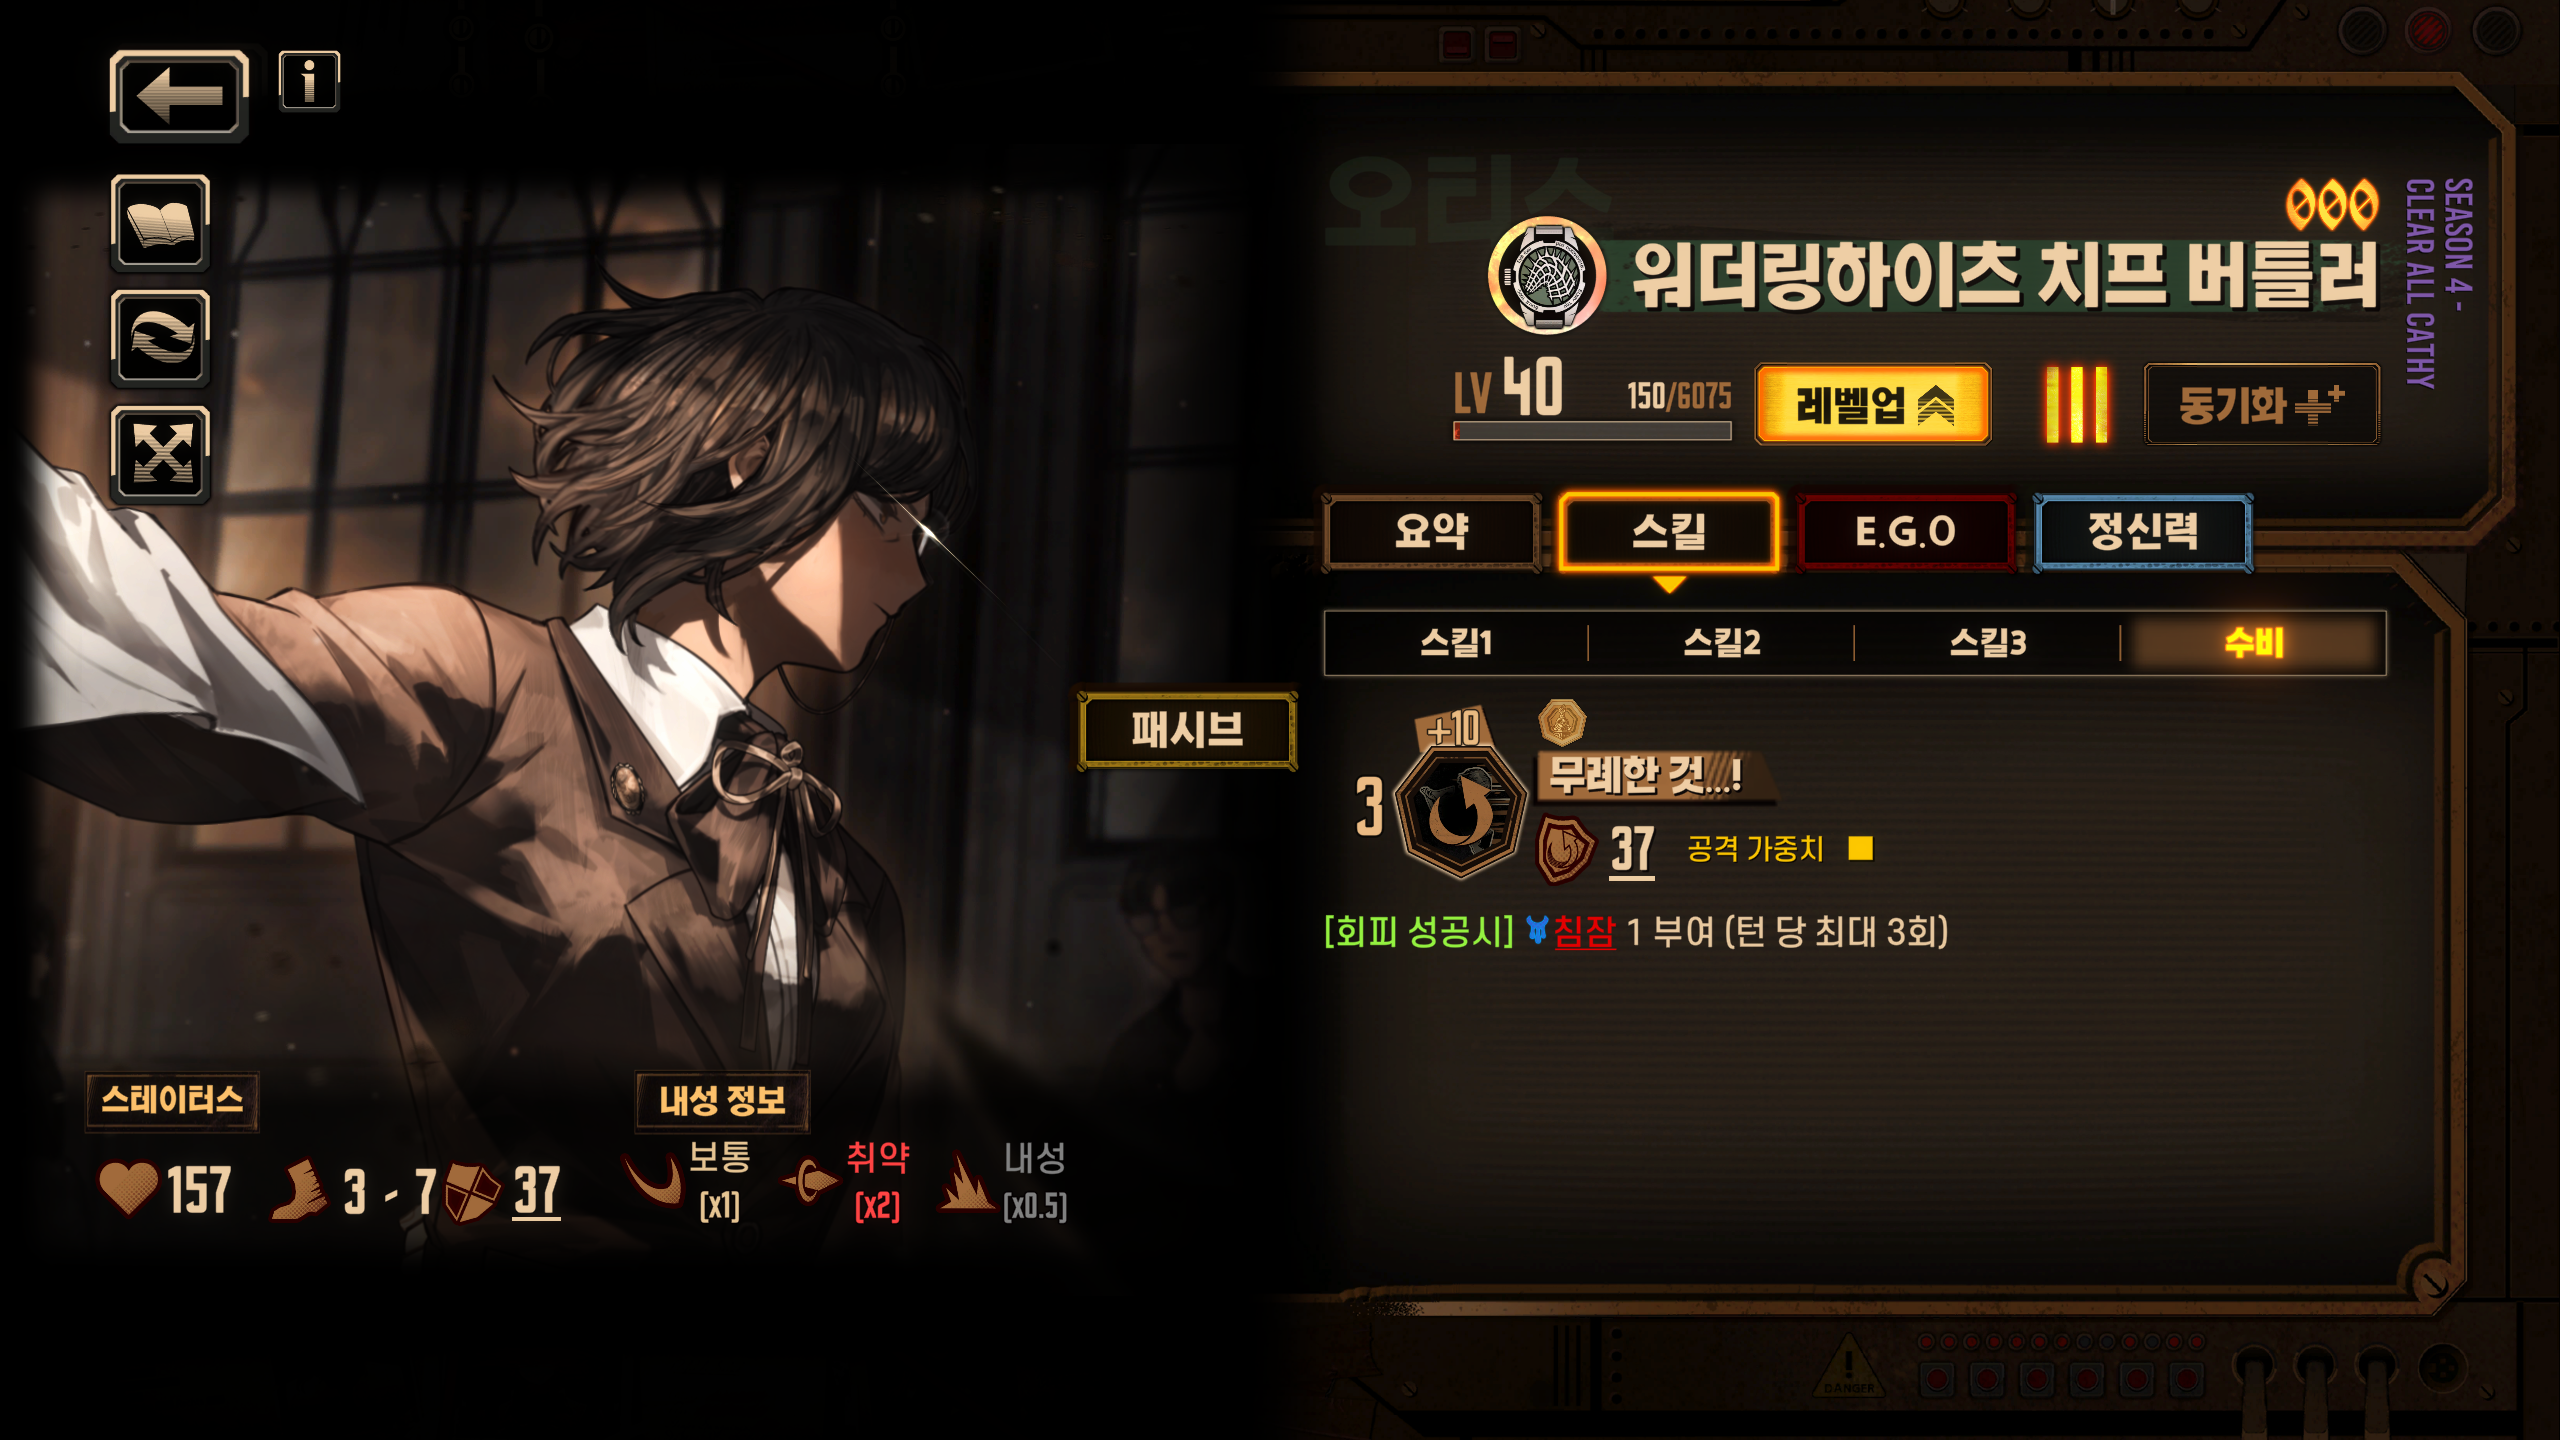 오티스
워더링하이츠 치프 버틀러
SEASON 4 -
CLEAR ALL CATHY
LV 40
150/6075
레벨업
동기화
요약
스킬
E.G.O
정신력
스킬1
스킬2
스킬3
수비
패시브
+10
3
무례한 것...!
37
공격 가중치
[회피 성공시] 침잠 1 부여 (턴 당 최대 3회)
스테이터스
157
3 - 7
37
내성 정보
보통
[x1]
취약
[x2]
내성
[x0.5]
DANGER